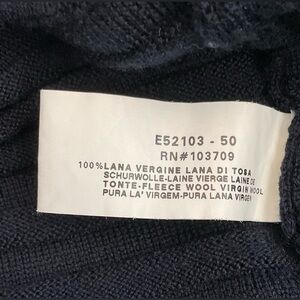 E52103 - 50
RN#103709
100%LANA VERGINE LANA DI TOSA
SCHURWOLLE-LAINE VIERGE LAINE DE
TONTE-FLEECE WOOL VIRGIN WOOL
PURA LA' VIRGEM-PURA LANA VIRGEN